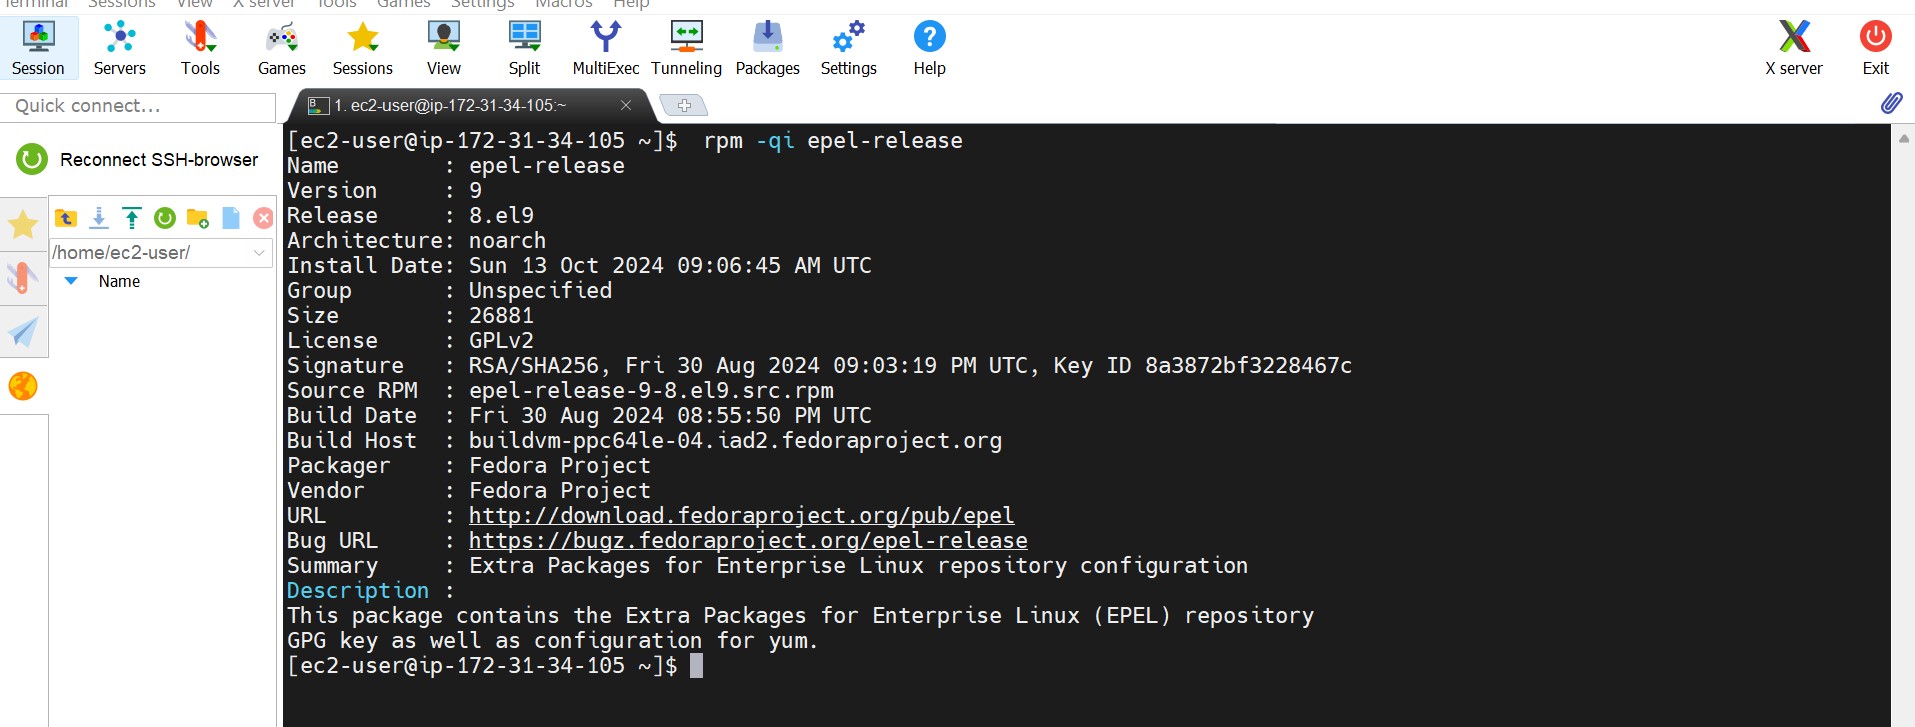 Terminal Sessions View X server Tools Games Settings Macros Help
Session Servers Tools Games Sessions View Split MultiExec Tunneling Packages Settings Help X server Exit
Quick connect...
1. ec2-user@ip-172-31-34-105:~
Reconnect SSH-browser
/home/ec2-user/
Name
[ec2-user@ip-172-31-34-105 ~]$  rpm -qi epel-release
Name        : epel-release
Version     : 9
Release     : 8.el9
Architecture: noarch
Install Date: Sun 13 Oct 2024 09:06:45 AM UTC
Group       : Unspecified
Size        : 26881
License     : GPLv2
Signature   : RSA/SHA256, Fri 30 Aug 2024 09:03:19 PM UTC, Key ID 8a3872bf3228467c
Source RPM  : epel-release-9-8.el9.src.rpm
Build Date  : Fri 30 Aug 2024 08:55:50 PM UTC
Build Host  : buildvm-ppc64le-04.iad2.fedoraproject.org
Packager    : Fedora Project
Vendor      : Fedora Project
URL         : http://download.fedoraproject.org/pub/epel
Bug URL     : https://bugz.fedoraproject.org/epel-release
Summary     : Extra Packages for Enterprise Linux repository configuration
Description :
This package contains the Extra Packages for Enterprise Linux (EPEL) repository
GPG key as well as configuration for yum.
[ec2-user@ip-172-31-34-105 ~]$